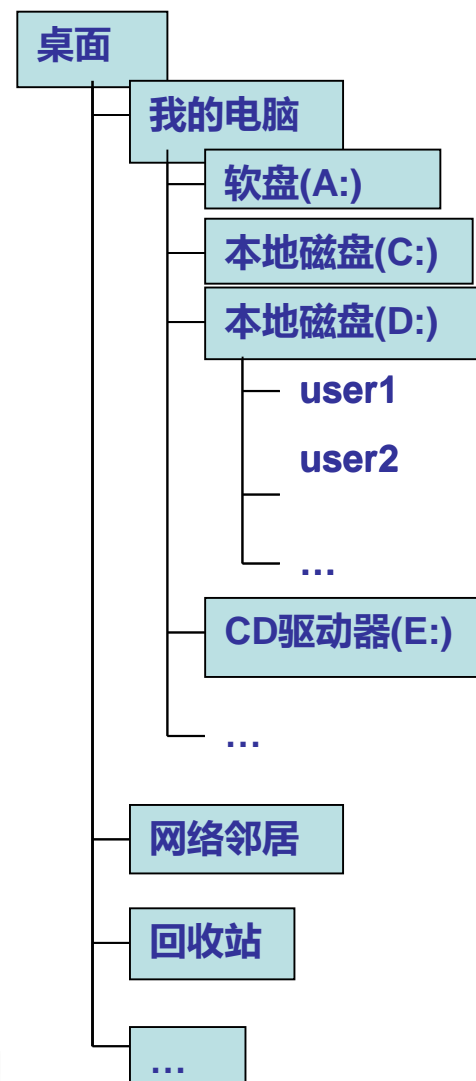 桌面
我的电脑
软盘(A:)
本地磁盘(C:)
本地磁盘(D:)
user1
user2
…
CD驱动器(E:)
…
网络邻居
回收站
…